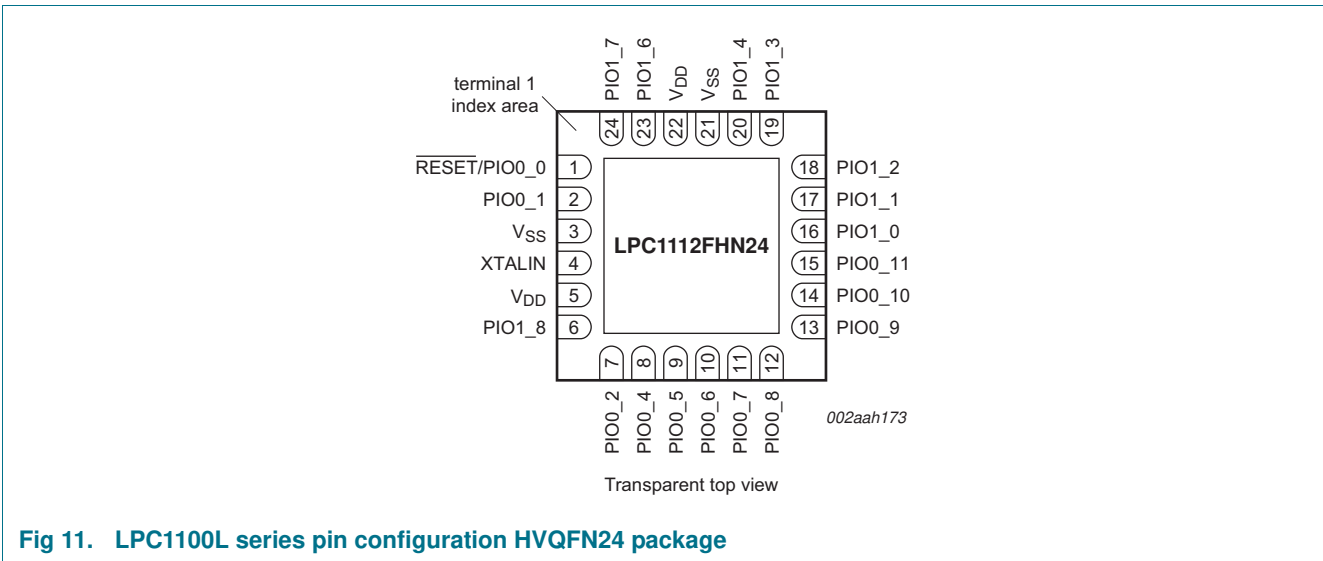 PIO1_7
PIO1_6
VDD
VSS
PIO1_4
PIO1_3
terminal 1
index area
24
23
22
21
20
19
RESET/PIO0_0 1
PIO0_1 2
VSS 3
XTALIN 4
VDD 5
PIO1_8 6
LPC1112FHN24
18 PIO1_2
17 PIO1_1
16 PIO1_0
15 PIO0_11
14 PIO0_10
13 PIO0_9
7
8
9
10
11
12
PIO0_2
PIO0_4
PIO0_5
PIO0_6
PIO0_7
PIO0_8
002aah173
Transparent top view
Fig 11. LPC1100L series pin configuration HVQFN24 package